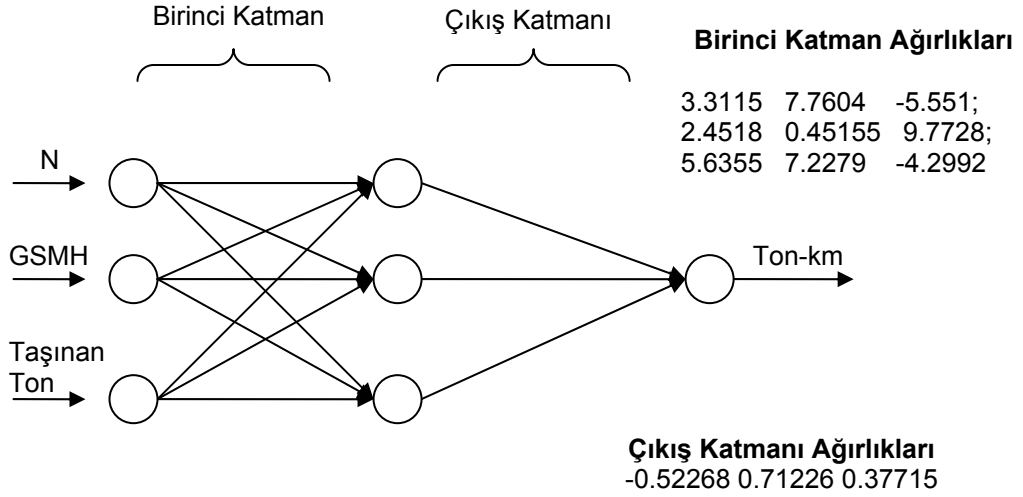 Birinci Katman
Çıkış Katmanı
Birinci Katman Ağırlıkları
3.3115 7.7604 -5.551;
2.4518 0.45155 9.7728;
5.6355 7.2279 -4.2992
N
GSMH
Taşınan
Ton
Ton-km
Çıkış Katmanı Ağırlıkları
-0.52268 0.71226 0.37715